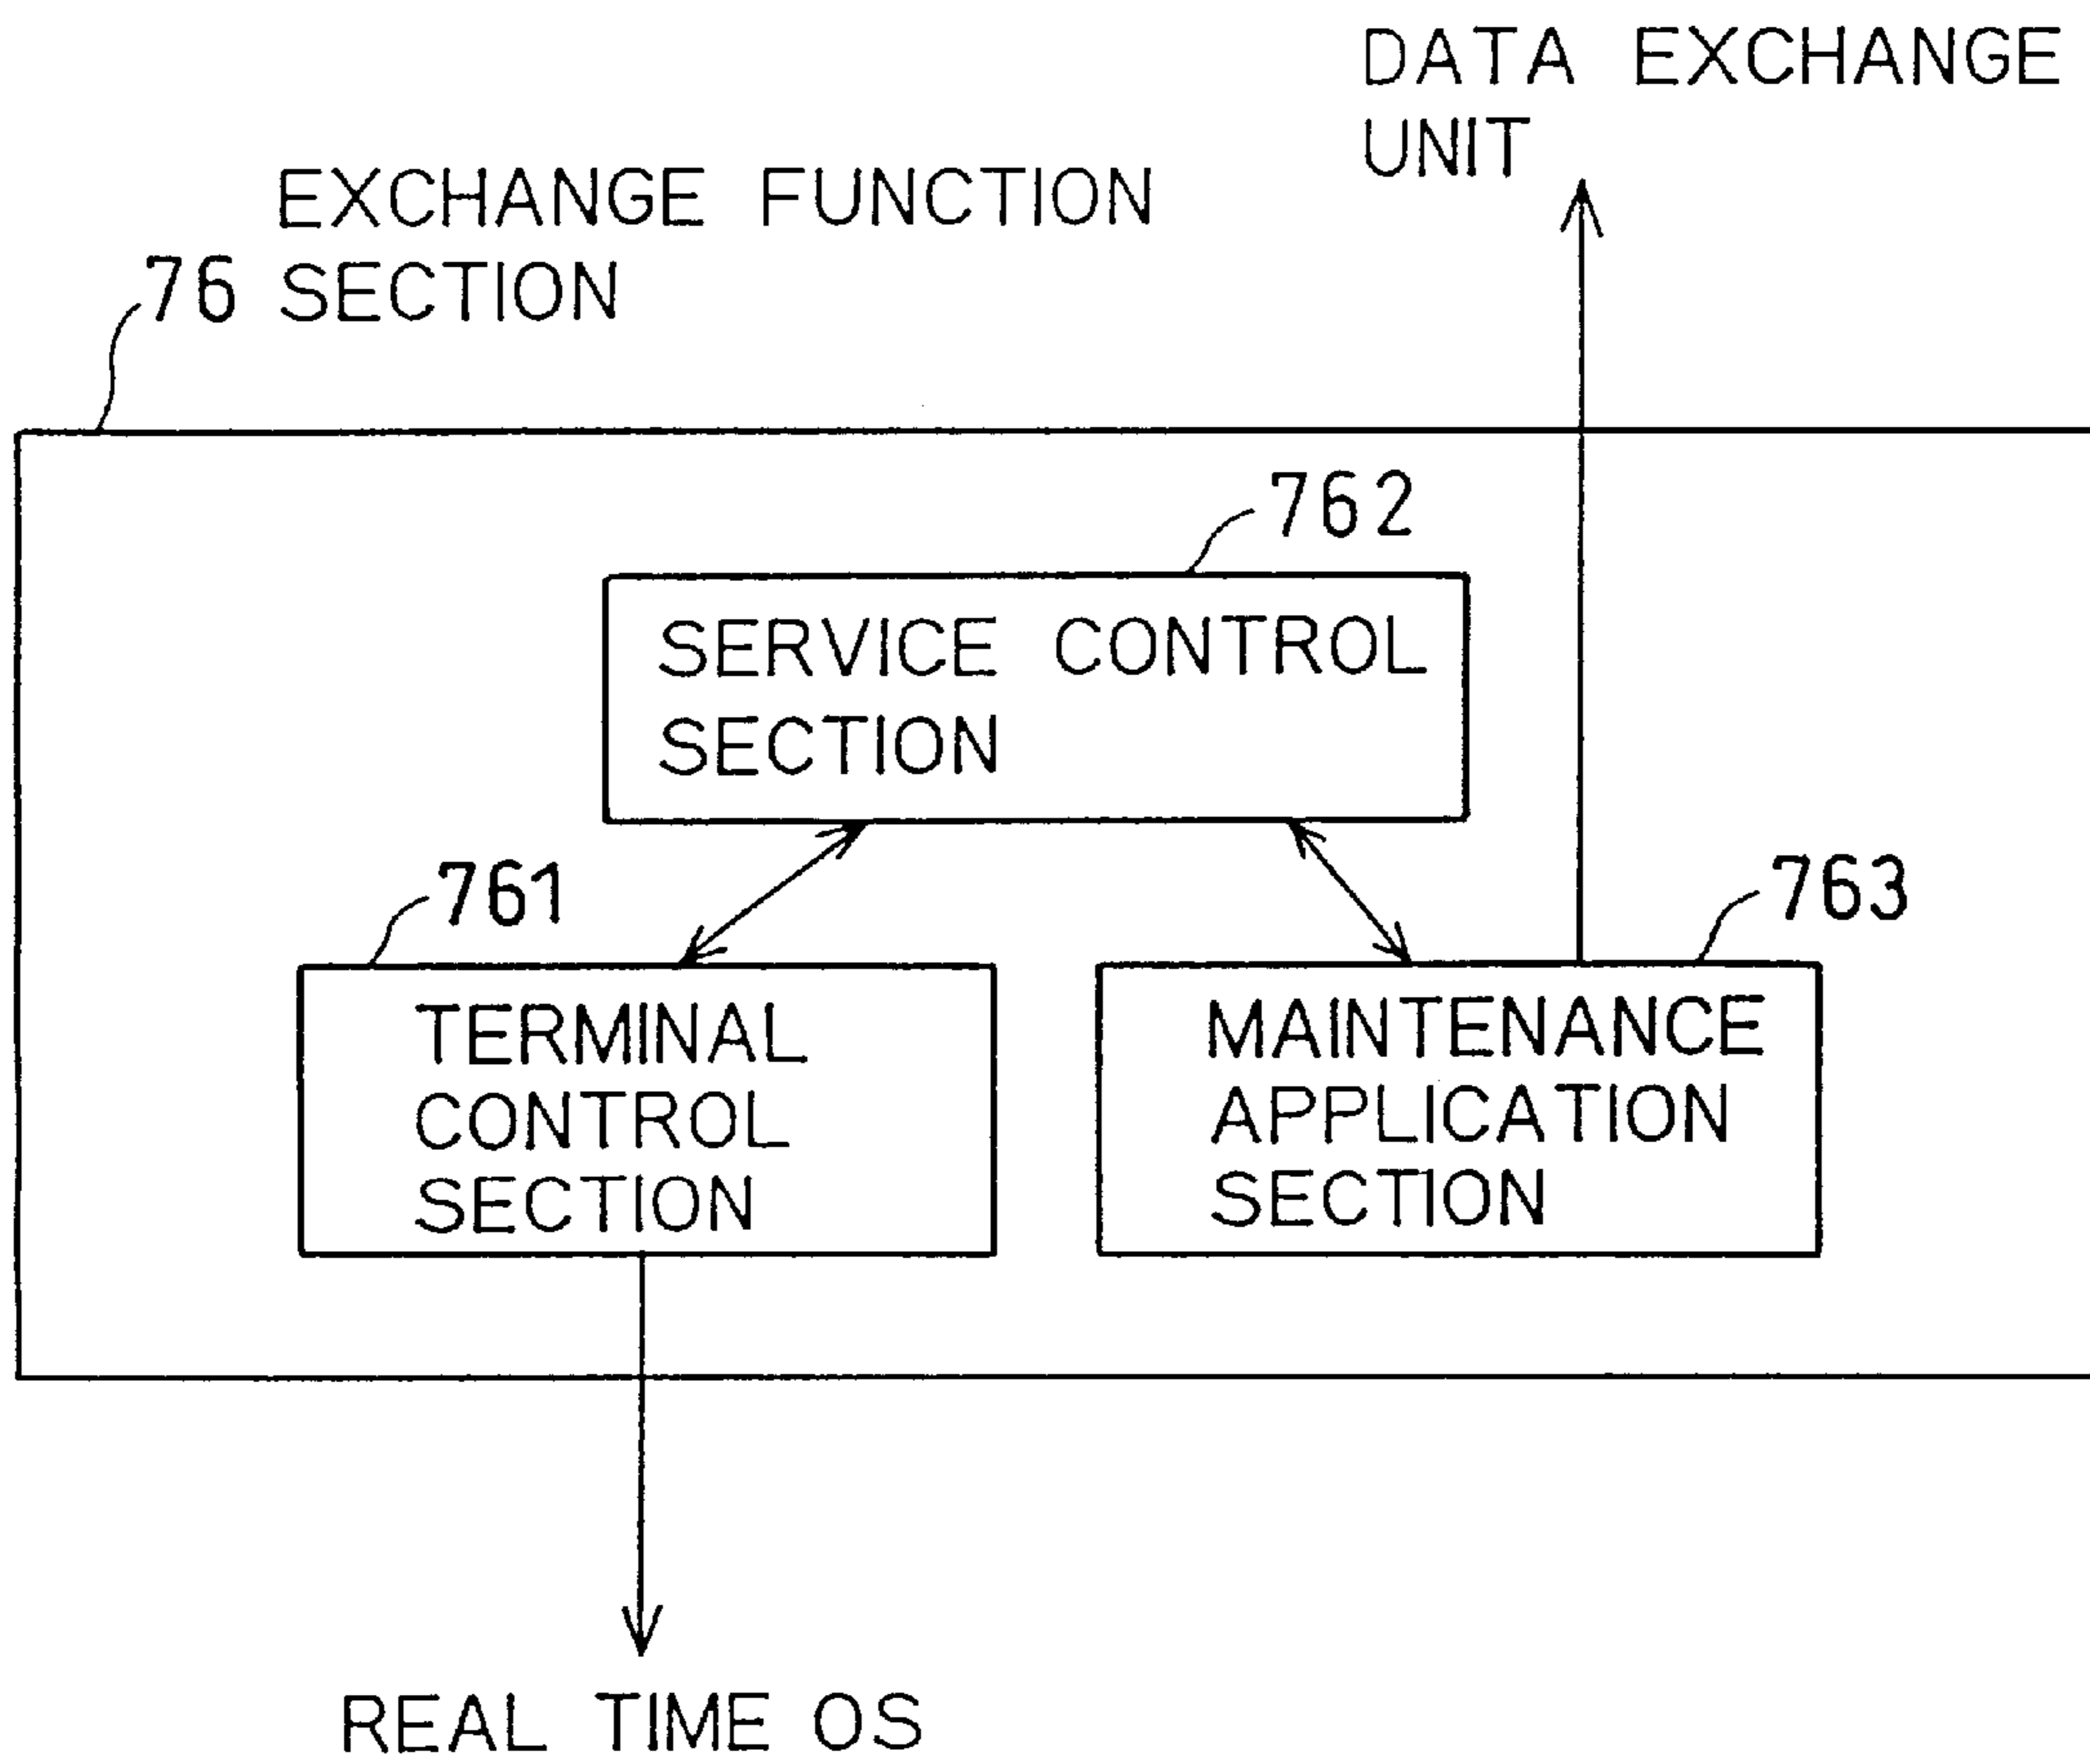 DATA EXCHANGE
UNIT
EXCHANGE FUNCTION
76 SECTION
762
SERVICE CONTROL
SECTION
761
763
TERMINAL
CONTROL
SECTION
MAINTENANCE
APPLICATION
SECTION
REAL TIME OS